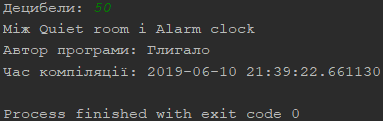 Децибели: 50
Між Quiet room і Alarm clock
Автор програми: Глигало
Час компіляції: 2019-06-10 21:39:22.661130
Process finished with exit code 0